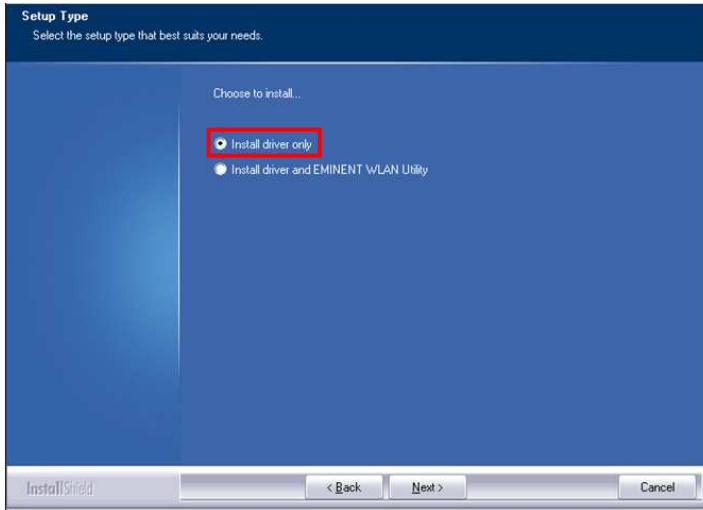 Setup Type
Select the setup type that best suits your needs.
Choose to install...
Install driver only
Install driver and EMINENT WLAN Utility
InstallShield
< Back
Next >
Cancel